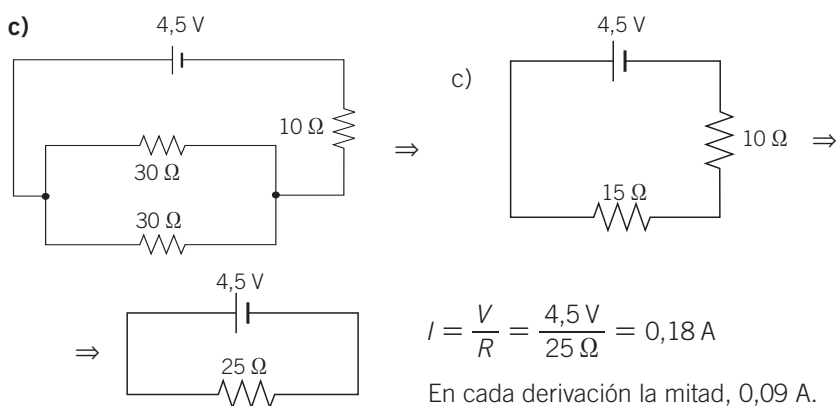 c)
4,5 V
10 Ω
30 Ω
30 Ω
⇒
c)
4,5 V
10 Ω
15 Ω
⇒
⇒
4,5 V
25 Ω
I = V/R = 4,5 V/25 Ω = 0,18 A
En cada derivación la mitad, 0,09 A.